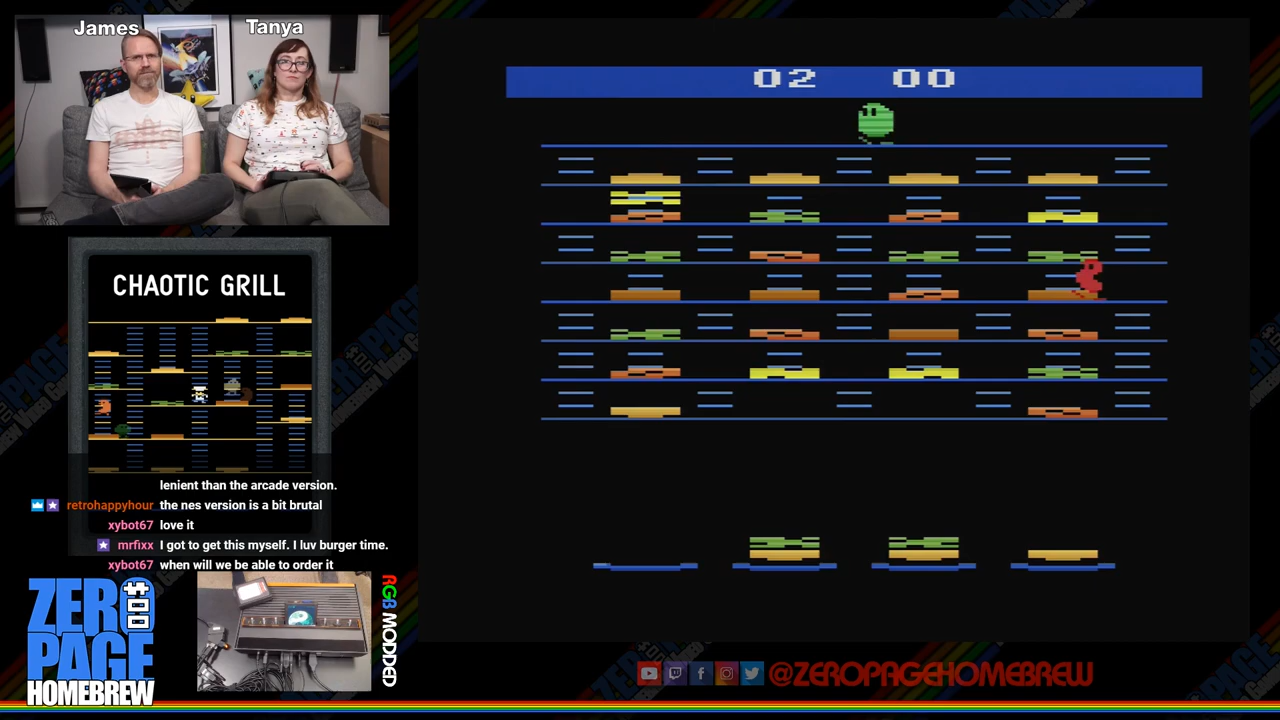 James
Tanya
02 00
CHAOTIC GRILL
lenient than the arcade version.
retrohappyhour the nes version is a bit brutal
xybot67 love it
mrfixx I got to get this myself. I luv burger time.
xybot67 when will we be able to order it
ZERO
PAGE
HOMEBREW
RGB MODDED
@ZEROPAGEHOMEBREW